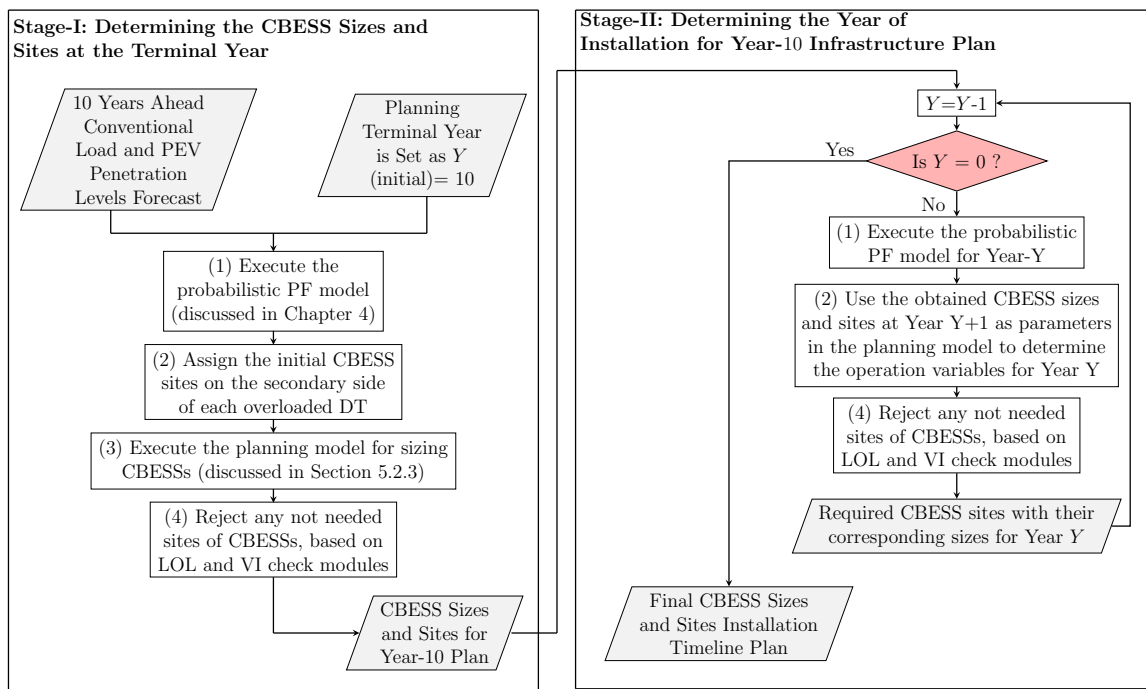 Stage-I: Determining the CBESS Sizes and
Sites at the Terminal Year
10 Years Ahead
Conventional
Load and PEV
Penetration
Levels Forecast
Planning
Terminal Year
is Set as Y
(initial)= 10
(1) Execute the
probabilistic PF model
(discussed in Chapter 4)
(2) Assign the initial CBESS
sites on the secondary side
of each overloaded DT
(3) Execute the planning model for sizing
CBESSs (discussed in Section 5.2.3)
(4) Reject any not needed
sites of CBESSs, based on
LOL and VI check modules
CBESS Sizes
and Sites for
Year-10 Plan
Stage-II: Determining the Year of
Installation for Year-10 Infrastructure Plan
Y=Y-1
Yes
Is Y = 0 ?
No
(1) Execute the probabilistic
PF model for Year-Y
(2) Use the obtained CBESS sizes
and sites at Year Y+1 as parameters
in the planning model to determine
the operation variables for Year Y
(4) Reject any not needed
sites of CBESSs, based on
LOL and VI check modules
Required CBESS sites with their
corresponding sizes for Year Y
Final CBESS Sizes
and Sites Installation
Timeline Plan